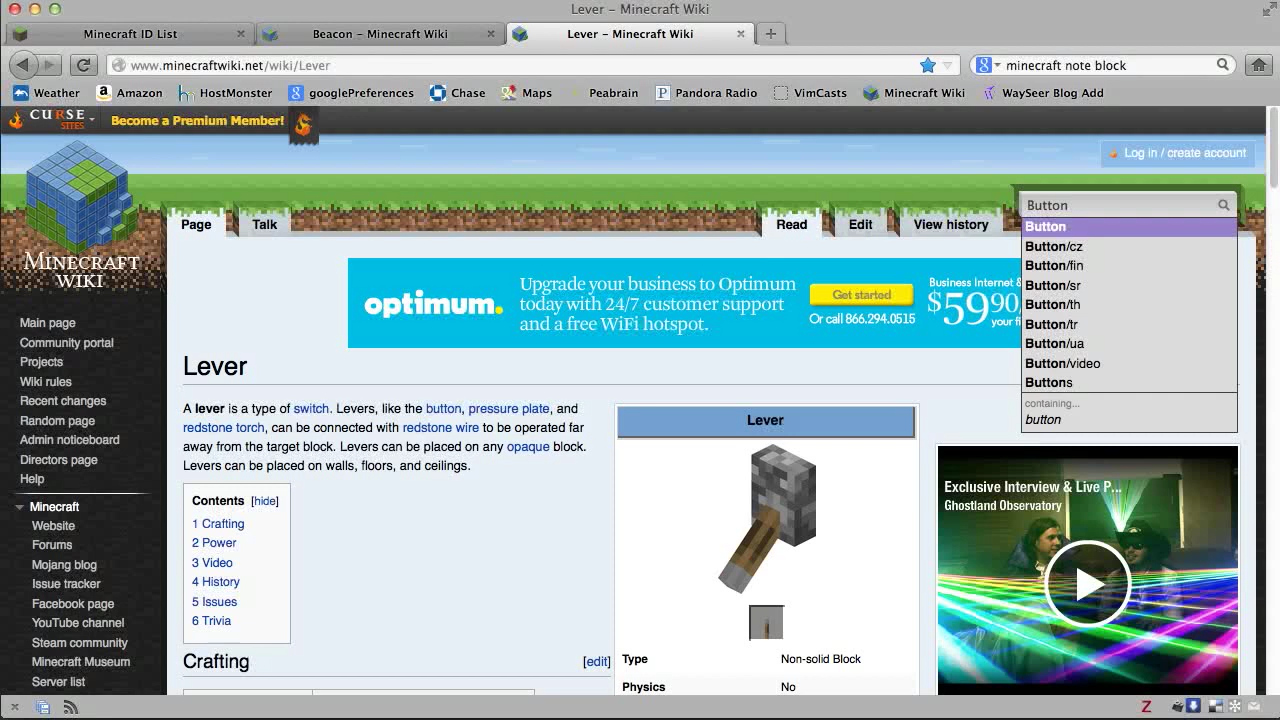 Lever – Minecraft Wiki
Minecraft ID List
Beacon – Minecraft Wiki
Lever – Minecraft Wiki
www.minecraftwiki.net/wiki/Lever
minecraft note block
Weather
Amazon
HostMonster
googlePreferences
Chase
Maps
Peabrain
Pandora Radio
VimCasts
Minecraft Wiki
WaySeer Blog Add
CURSE
SITES
Become a Premium Member!
Log in / create account
MINECRAFT
WIKI
Page
Talk
Read
Edit
View history
Button
Button
Button/cz
Button/fin
Button/sr
Button/th
Button/tr
Button/ua
Button/video
Buttons
containing...
button
optimum.
Upgrade your business to Optimum
today with 24/7 customer support
and a free WiFi hotspot.
Get started
Or call 866.294.0515
Business Internet &
$59.90/
your fi
Main page
Community portal
Projects
Wiki rules
Recent changes
Random page
Admin noticeboard
Directors page
Help
Minecraft
Website
Forums
Mojang blog
Issue tracker
Facebook page
YouTube channel
Steam community
Minecraft Museum
Server list
Lever
A lever is a type of switch. Levers, like the button, pressure plate, and
redstone torch, can be connected with redstone wire to be operated far
away from the target block. Levers can be placed on any opaque block.
Levers can be placed on walls, floors, and ceilings.
Contents [hide]
1 Crafting
2 Power
3 Video
4 History
5 Issues
6 Trivia
Crafting
[edit]
Lever
Type Non-solid Block
Physics No
Exclusive Interview & Live P...
Ghostland Observatory
Z